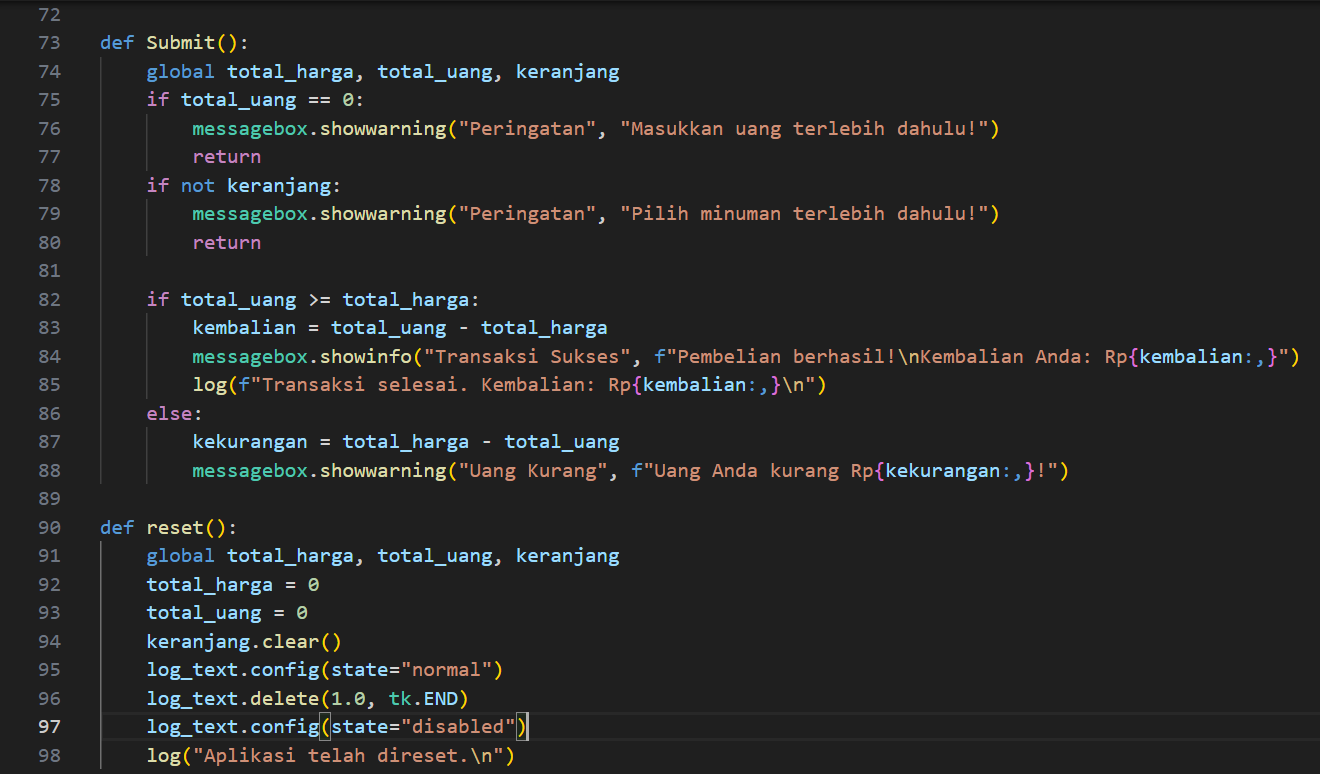 72
73 def Submit():
74     global total_harga, total_uang, keranjang
75     if total_uang == 0:
76         messagebox.showwarning("Peringatan", "Masukkan uang terlebih dahulu!")
77         return
78     if not keranjang:
79         messagebox.showwarning("Peringatan", "Pilih minuman terlebih dahulu!")
80         return
81
82     if total_uang >= total_harga:
83         kembalian = total_uang - total_harga
84         messagebox.showinfo("Transaksi Sukses", f"Pembelian berhasil!\nKembalian Anda: Rp{kembalian:,}")
85         log(f"Transaksi selesai. Kembalian: Rp{kembalian:,}\n")
86     else:
87         kekurangan = total_harga - total_uang
88         messagebox.showwarning("Uang Kurang", f"Uang Anda kurang Rp{kekurangan:,}!")
89
90 def reset():
91     global total_harga, total_uang, keranjang
92     total_harga = 0
93     total_uang = 0
94     keranjang.clear()
95     log_text.config(state="normal")
96     log_text.delete(1.0, tk.END)
97     log_text.config(state="disabled")
98     log("Aplikasi telah direset.\n")